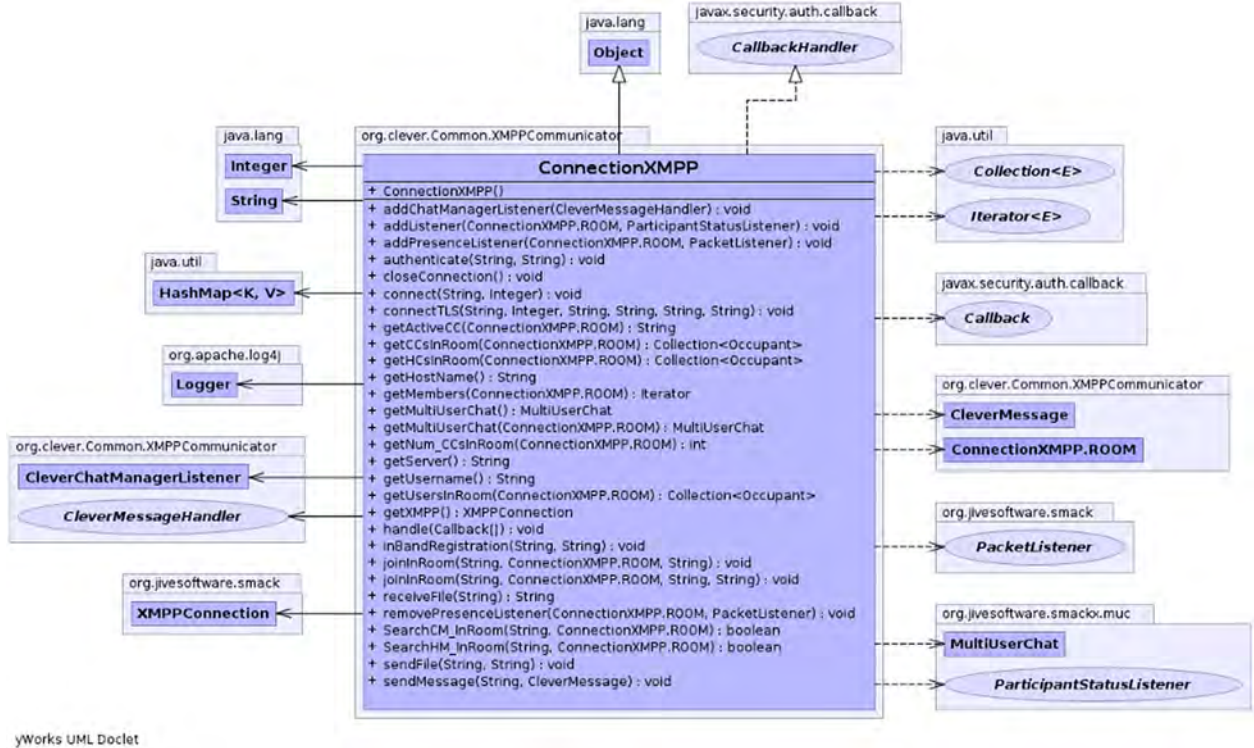 java.lang
Object
javax.security.auth.callback
CallbackHandler
java.lang
Integer
String
java.util
HashMap<K, V>
org.apache.log4j
Logger
org.clever.Common.XMPPCommunicator
CleverChatManagerListener
CleverMessageHandler
org.jivesoftware.smack
XMPPConnection
org.clever.Common.XMPPCommunicator
ConnectionXMPP
+ ConnectionXMPP()
+ addChatManagerListener(CleverMessageHandler) : void
+ addListener(ConnectionXMPP.ROOM, ParticipantStatusListener) : void
+ addPresenceListener(ConnectionXMPP.ROOM, PacketListener) : void
+ authenticate(String, String) : void
+ closeConnection() : void
+ connect(String, Integer) : void
+ connectTLS(String, Integer, String, String, String, String) : void
+ getActiveCC(ConnectionXMPP.ROOM) : String
+ getCCsInRoom(ConnectionXMPP.ROOM) : Collection<Occupant>
+ getHCsInRoom(ConnectionXMPP.ROOM) : Collection<Occupant>
+ getHostName() : String
+ getMembers(ConnectionXMPP.ROOM) : Iterator
+ getMultiUserChat() : MultiUserChat
+ getMultiUserChat(ConnectionXMPP.ROOM) : MultiUserChat
+ getNum_CCsInRoom(ConnectionXMPP.ROOM) : int
+ getServer() : String
+ getUsername() : String
+ getUsersInRoom(ConnectionXMPP.ROOM) : Collection<Occupant>
+ getXMPP() : XMPPConnection
+ handle(Callback[]) : void
+ inBandRegistration(String, String) : void
+ joinInRoom(String, ConnectionXMPP.ROOM, String) : void
+ joinInRoom(String, ConnectionXMPP.ROOM, String, String) : void
+ receiveFile(String) : String
+ removePresenceListener(ConnectionXMPP.ROOM, PacketListener) : void
+ SearchCM_InRoom(String, ConnectionXMPP.ROOM) : boolean
+ SearchHM_InRoom(String, ConnectionXMPP.ROOM) : boolean
+ sendFile(String, String) : void
+ sendMessage(String, CleverMessage) : void
java.util
Collection<E>
Iterator<E>
javax.security.auth.callback
Callback
org.clever.Common.XMPPCommunicator
CleverMessage
ConnectionXMPP.ROOM
org.jivesoftware.smack
PacketListener
org.jivesoftware.smackx.muc
MultiUserChat
ParticipantStatusListener
yWorks UML Doclet